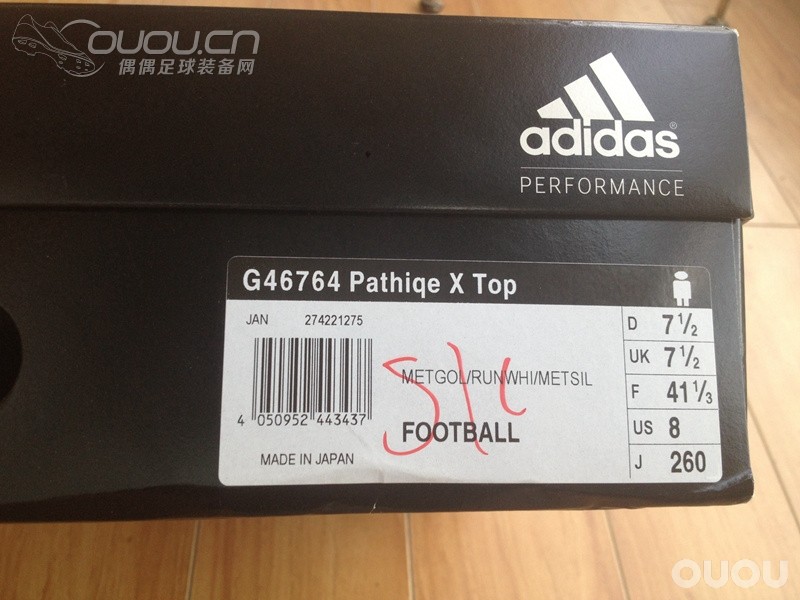 OUOU.CN
偶偶足球装备网
adidas®
PERFORMANCE
G46764 Pathiqe X Top
JAN 274221275
METGOL/RUNWHI/METSIL
FOOTBALL
4 050952 443437
MADE IN JAPAN
D 7½
UK 7½
F 41⅓
US 8
J 260
OUOU